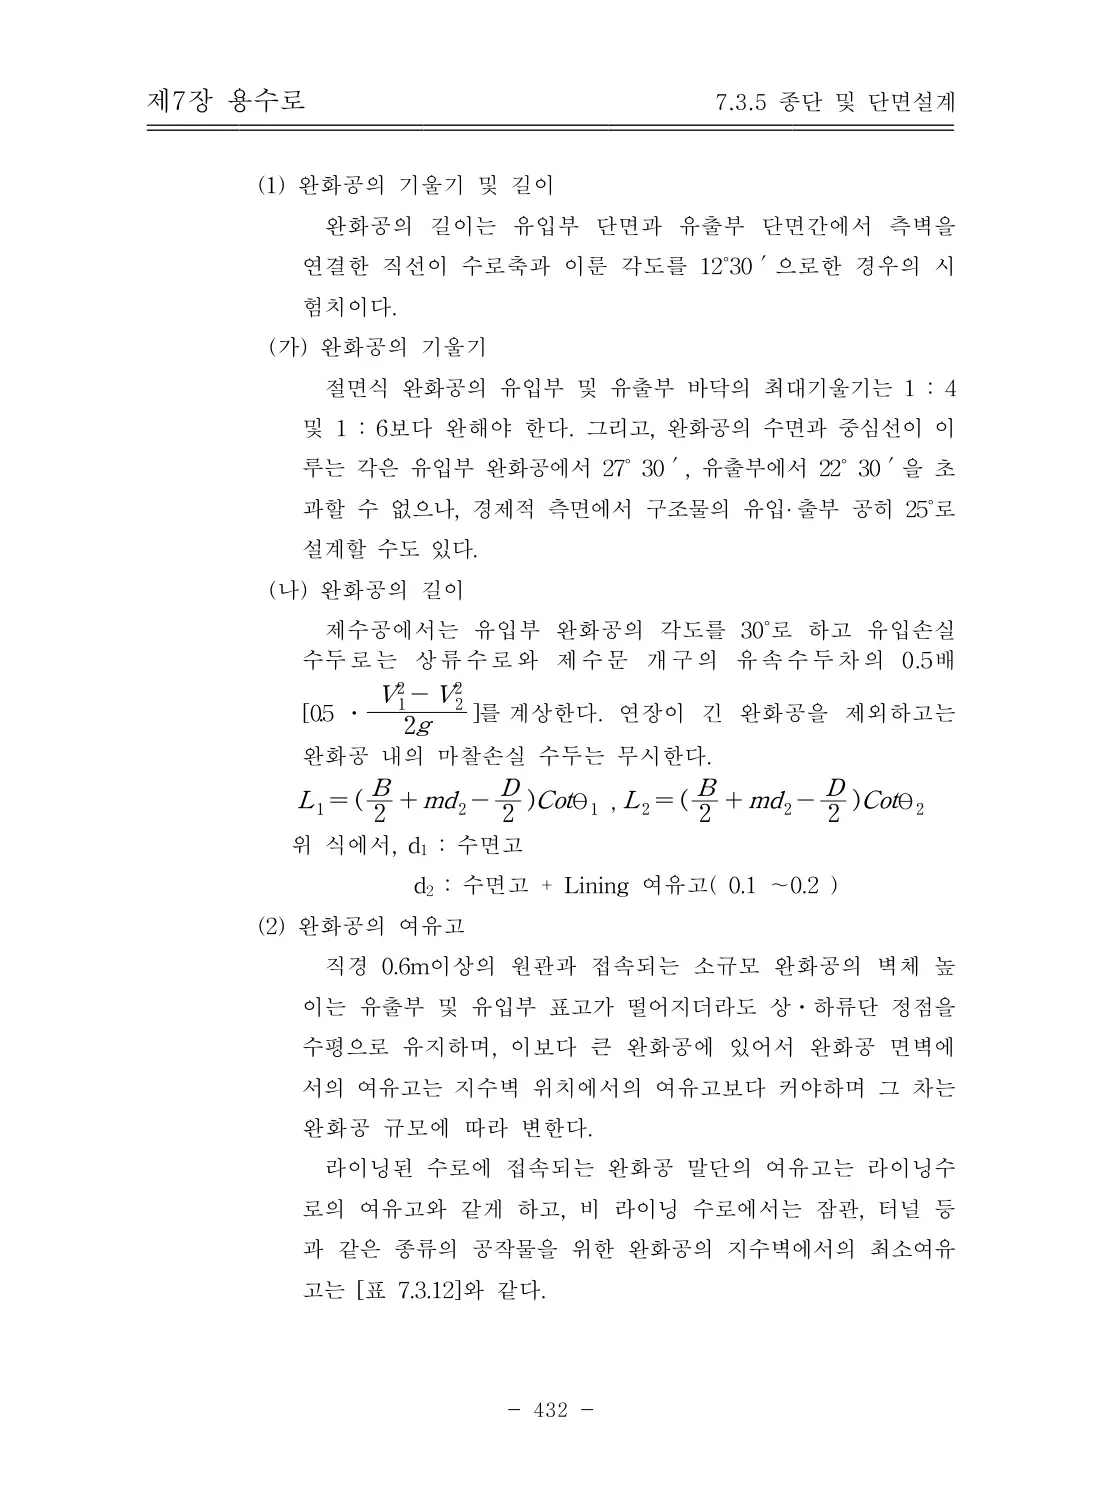 제7장 용수로
7.3.5 종단 및 단면설계
(1) 완화공의 기울기 및 길이
완화공의 길이는 유입부 단면과 유출부 단면간에서 측벽을
연결한 직선이 수로축과 이룬 각도를 12°30′으로한 경우의 시
험치이다.
(가) 완화공의 기울기
절면식 완화공의 유입부 및 유출부 바닥의 최대기울기는 1 : 4
및 1 : 6보다 완해야 한다. 그리고, 완화공의 수면과 중심선이 이
루는 각은 유입부 완화공에서 27° 30′, 유출부에서 22° 30′을 초
과할 수 없으나, 경제적 측면에서 구조물의 유입·출부 공히 25°로
설계할 수도 있다.
(나) 완화공의 길이
제수공에서는 유입부 완화공의 각도를 30°로 하고 유입손실
수두로는 상류수로와 제수문 개구의 유속수두차의 0.5배
[0.5 · (V₁² − V₂²)/2g ]를 계상한다. 연장이 긴 완화공을 제외하고는
완화공 내의 마찰손실 수두는 무시한다.
L₁ = ( B/2 + md₂ − D/2 )Cotθ₁ , L₂ = ( B/2 + md₂ − D/2 )Cotθ₂
위 식에서, d₁ : 수면고
d₂ : 수면고 + Lining 여유고( 0.1 ~0.2 )
(2) 완화공의 여유고
직경 0.6m이상의 원관과 접속되는 소규모 완화공의 벽체 높
이는 유출부 및 유입부 표고가 떨어지더라도 상·하류단 정점을
수평으로 유지하며, 이보다 큰 완화공에 있어서 완화공 면벽에
서의 여유고는 지수벽 위치에서의 여유고보다 커야하며 그 차는
완화공 규모에 따라 변한다.
라이닝된 수로에 접속되는 완화공 말단의 여유고는 라이닝수
로의 여유고와 같게 하고, 비 라이닝 수로에서는 잠관, 터널 등
과 같은 종류의 공작물을 위한 완화공의 지수벽에서의 최소여유
고는 [표 7.3.12]와 같다.
- 432 -